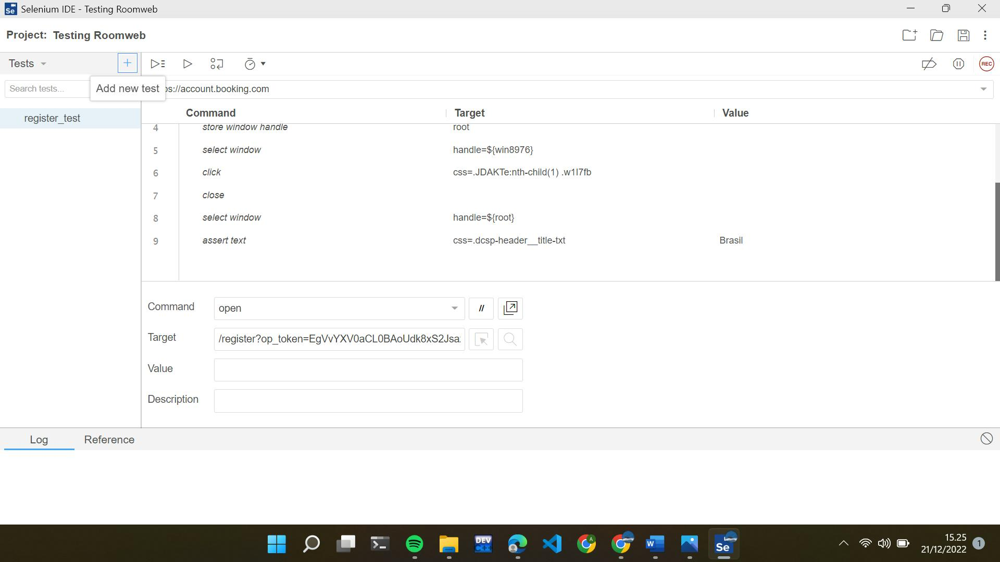 Selenium IDE - Testing Roomweb
Project: Testing Roomweb
Tests
REC
Search tests...
Add new test
ps://account.booking.com
register_test
Command Target Value
4 store window handle root
5 select window handle=${win8976}
6 click css=.JDAKTe:nth-child(1) .w1I7fb
7 close
8 select window handle=${root}
9 assert text css=.dcsp-header__title-txt Brasil
Command open //
Target /register?op_token=EgVvYXV0aCL0BAoUdk8xS2Jsa
Value
Description
Log Reference
DEV
C++
A
W
Se
15.25
21/12/2022
1